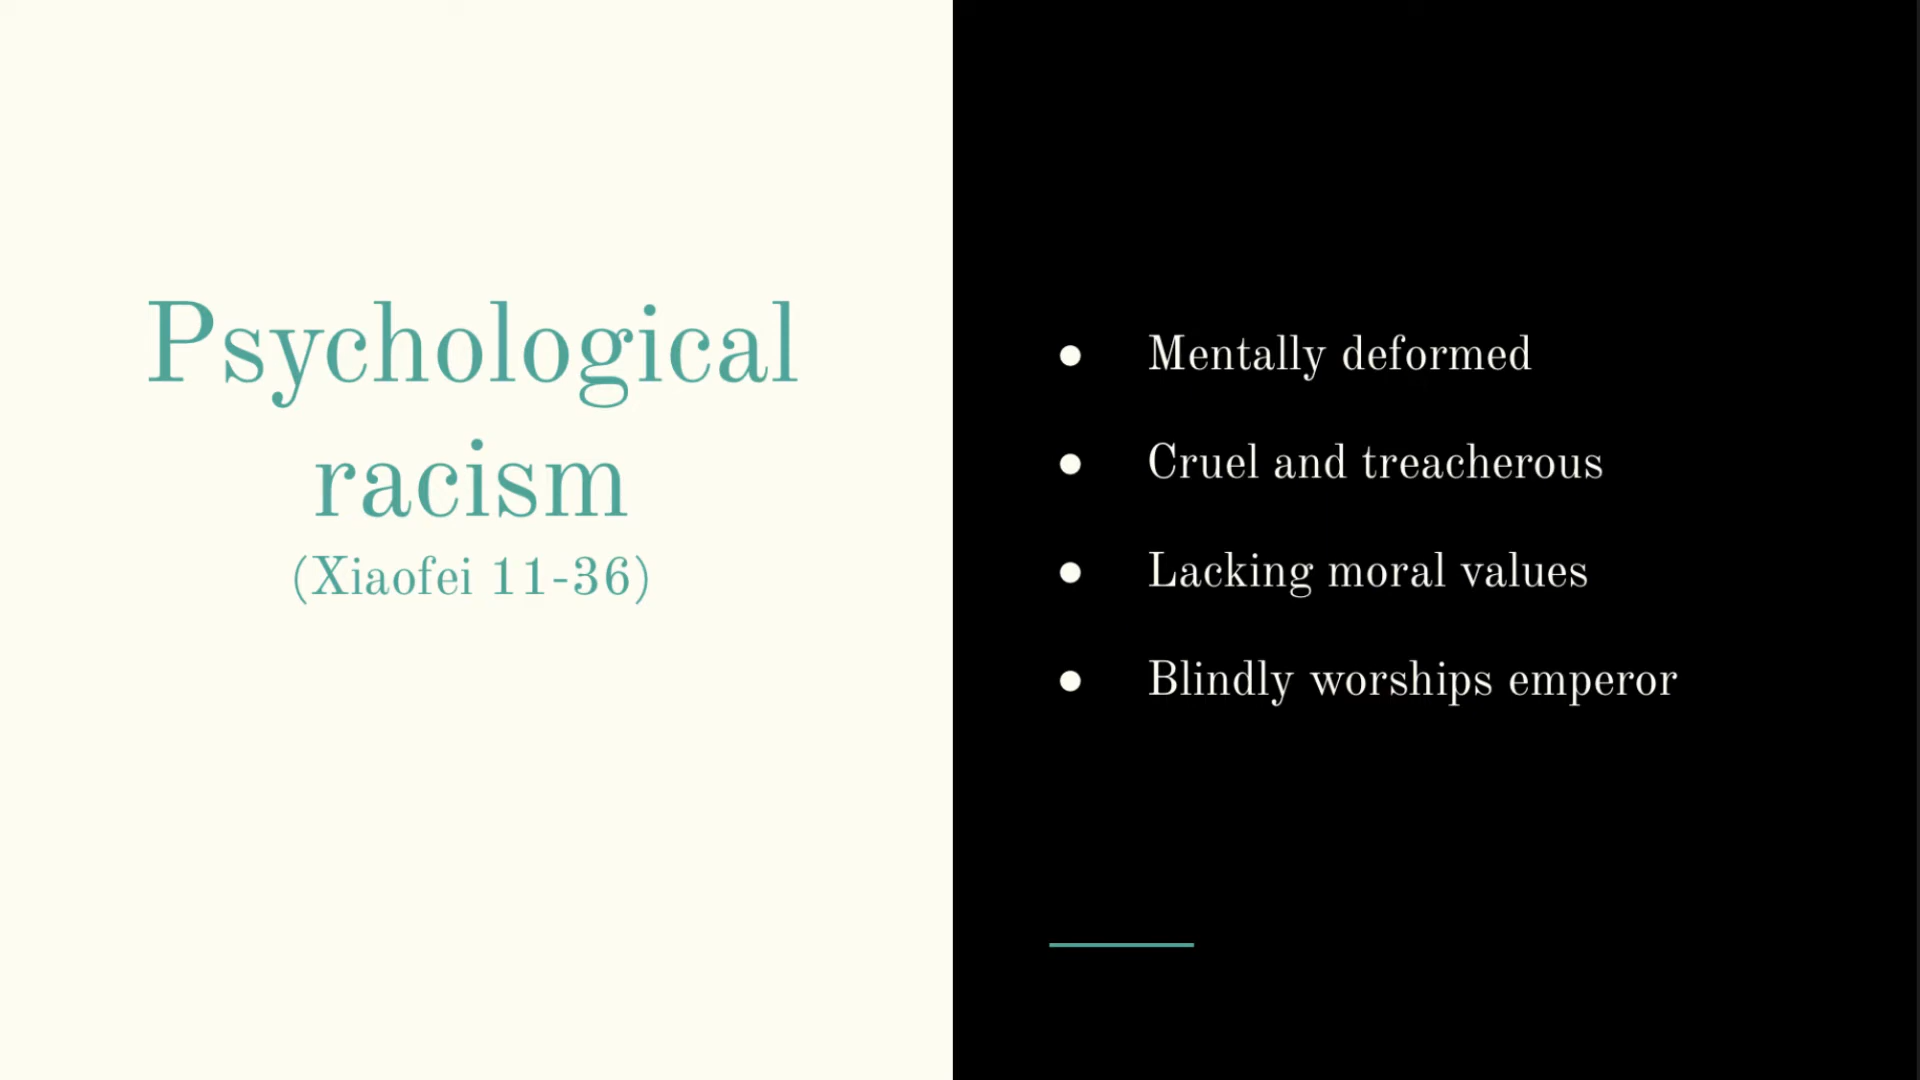 Psychological
racism
(Xiaofei 11-36)
● Mentally deformed
● Cruel and treacherous
● Lacking moral values
● Blindly worships emperor